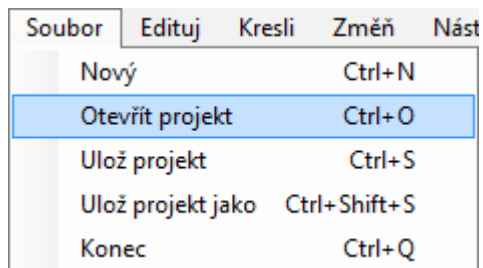 Soubor Edituj Kresli Změň Nást
Nový Ctrl+N
Otevřít projekt Ctrl+O
Ulož projekt Ctrl+S
Ulož projekt jako Ctrl+Shift+S
Konec Ctrl+Q